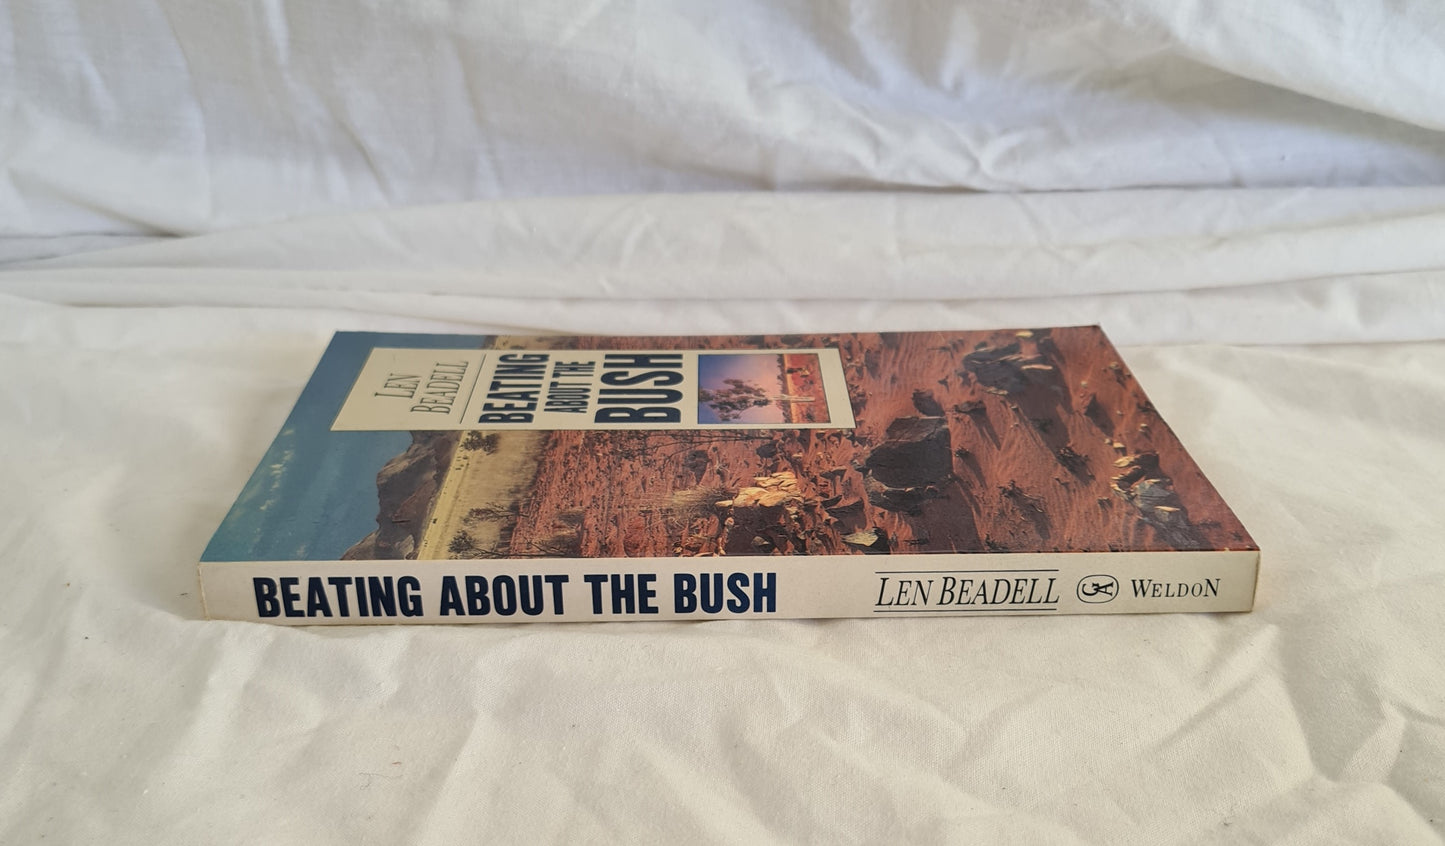 LEN
BEADELL
BEATING
ABOUT THE
BUSH
BEATING ABOUT THE BUSH
LEN BEADELL
WELDON